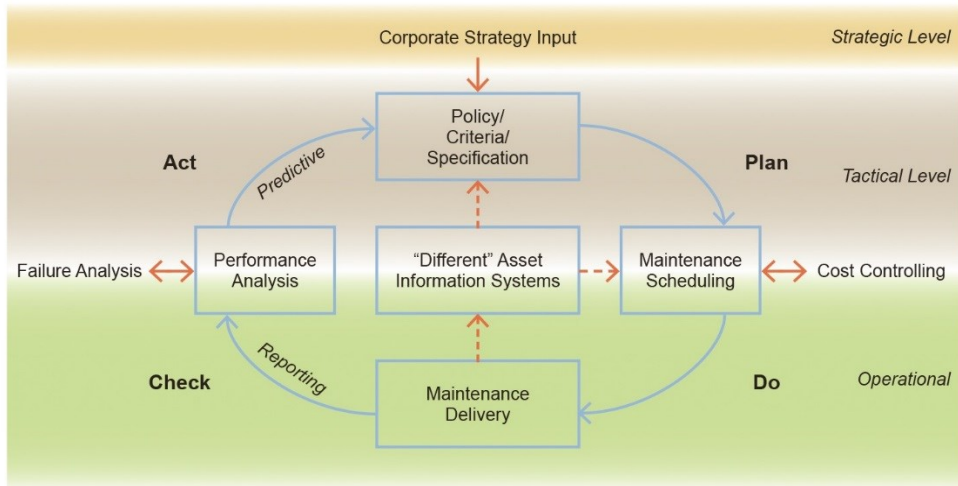 Corporate Strategy Input
Strategic Level
Policy/
Criteria/
Specification
Act
Predictive
Plan
Tactical Level
Failure Analysis
Performance
Analysis
“Different” Asset
Information Systems
Maintenance
Scheduling
Cost Controlling
Check
Reporting
Maintenance
Delivery
Do
Operational